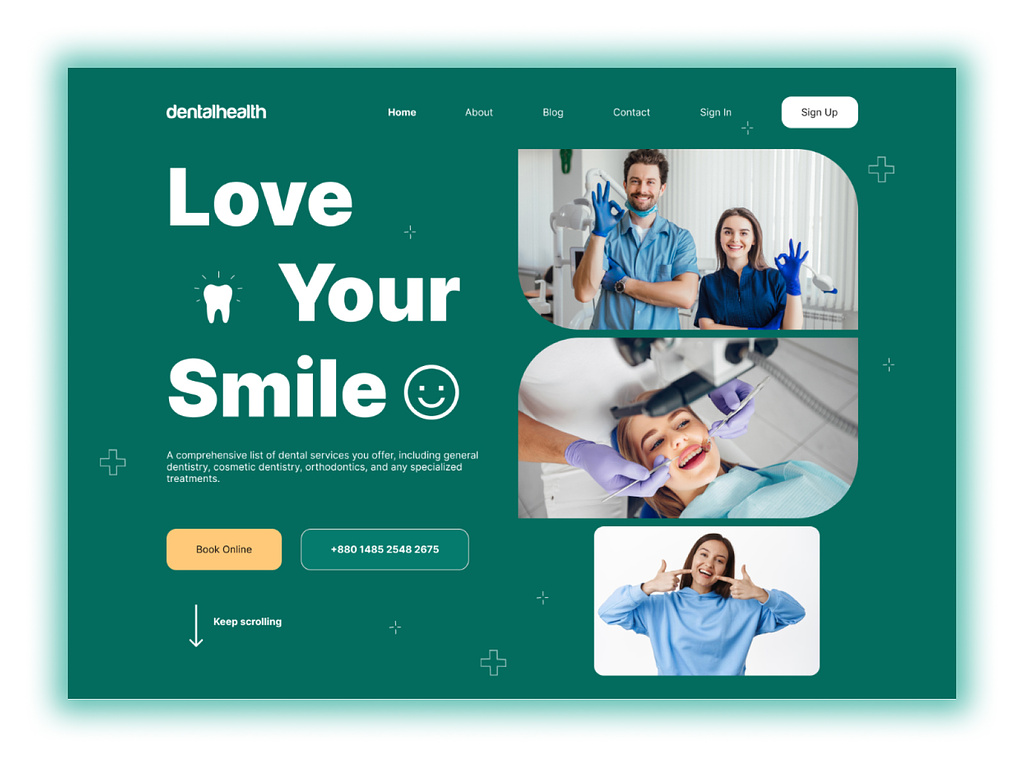 dentalhealth
Home
About
Blog
Contact
Sign In
Sign Up
Love
Your
Smile
A comprehensive list of dental services you offer, including general
dentistry, cosmetic dentistry, orthodontics, and any specialized
treatments.
Book Online
+880 1485 2548 2675
Keep scrolling